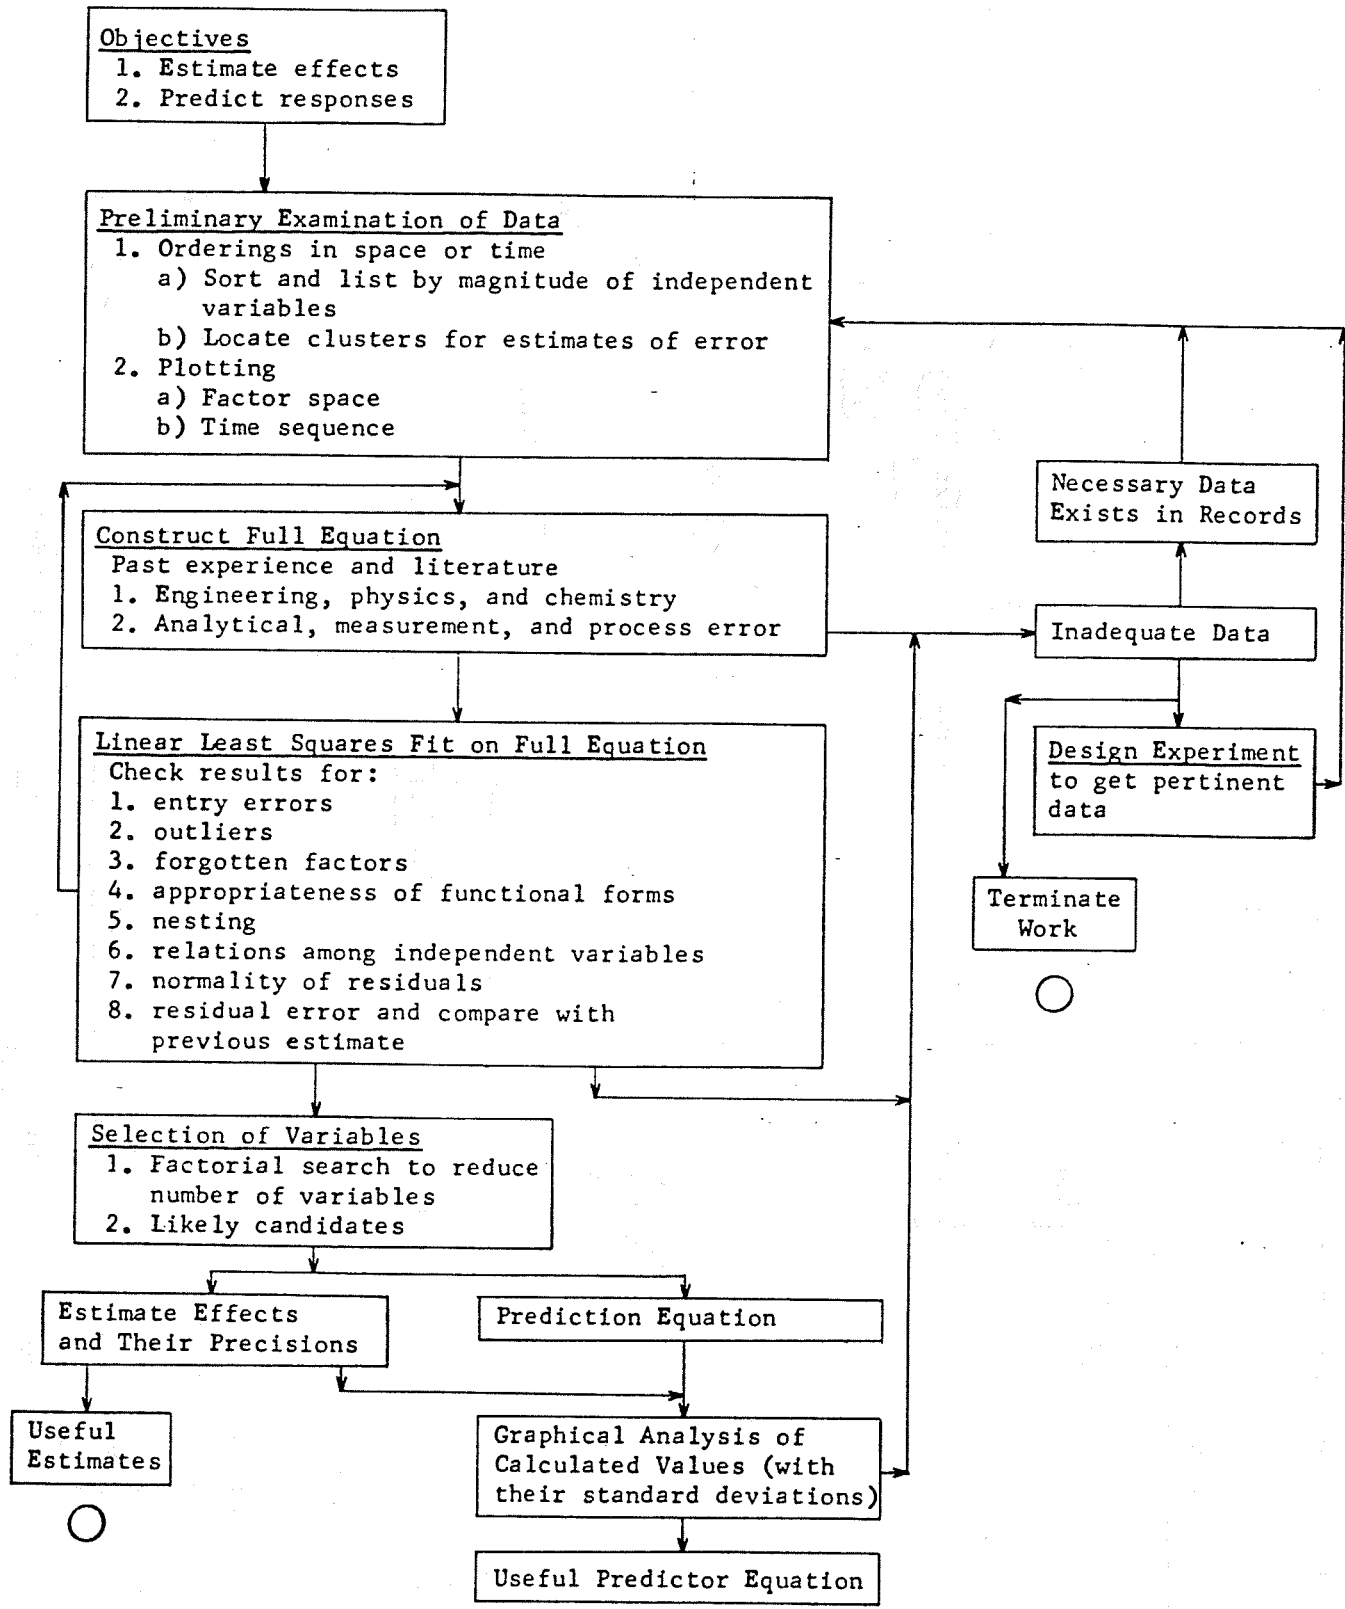 Objectives
1. Estimate effects
2. Predict responses
Preliminary Examination of Data
1. Orderings in space or time
a) Sort and list by magnitude of independent
variables
b) Locate clusters for estimates of error
2. Plotting
a) Factor space
b) Time sequence
Construct Full Equation
Past experience and literature
1. Engineering, physics, and chemistry
2. Analytical, measurement, and process error
Necessary Data
Exists in Records
Inadequate Data
Design Experiment
to get pertinent
data
Terminate
Work
Linear Least Squares Fit on Full Equation
Check results for:
1. entry errors
2. outliers
3. forgotten factors
4. appropriateness of functional forms
5. nesting
6. relations among independent variables
7. normality of residuals
8. residual error and compare with
previous estimate
Selection of Variables
1. Factorial search to reduce
number of variables
2. Likely candidates
Estimate Effects
and Their Precisions
Prediction Equation
Useful
Estimates
Graphical Analysis of
Calculated Values (with
their standard deviations)
Useful Predictor Equation